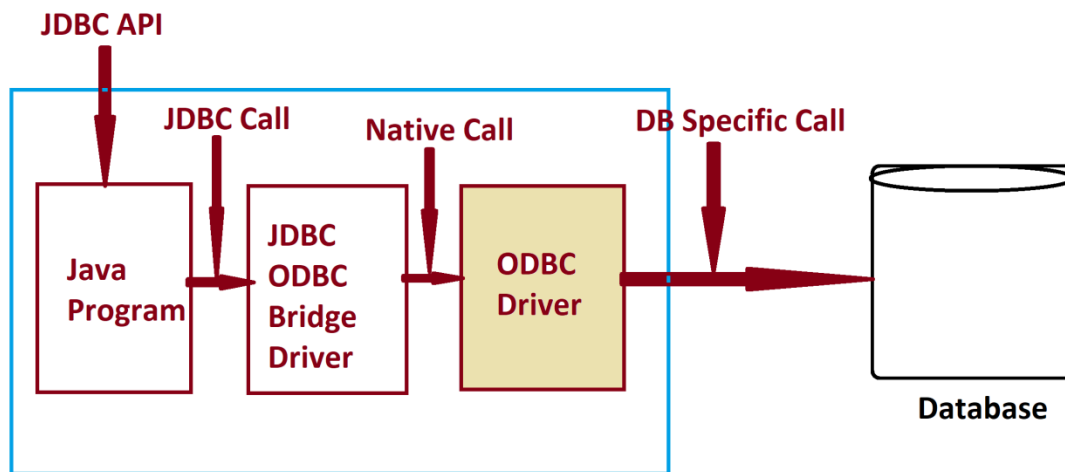 JDBC API
JDBC Call
Native Call
DB Specific Call
Java
Program
JDBC
ODBC
Bridge
Driver
ODBC
Driver
Database